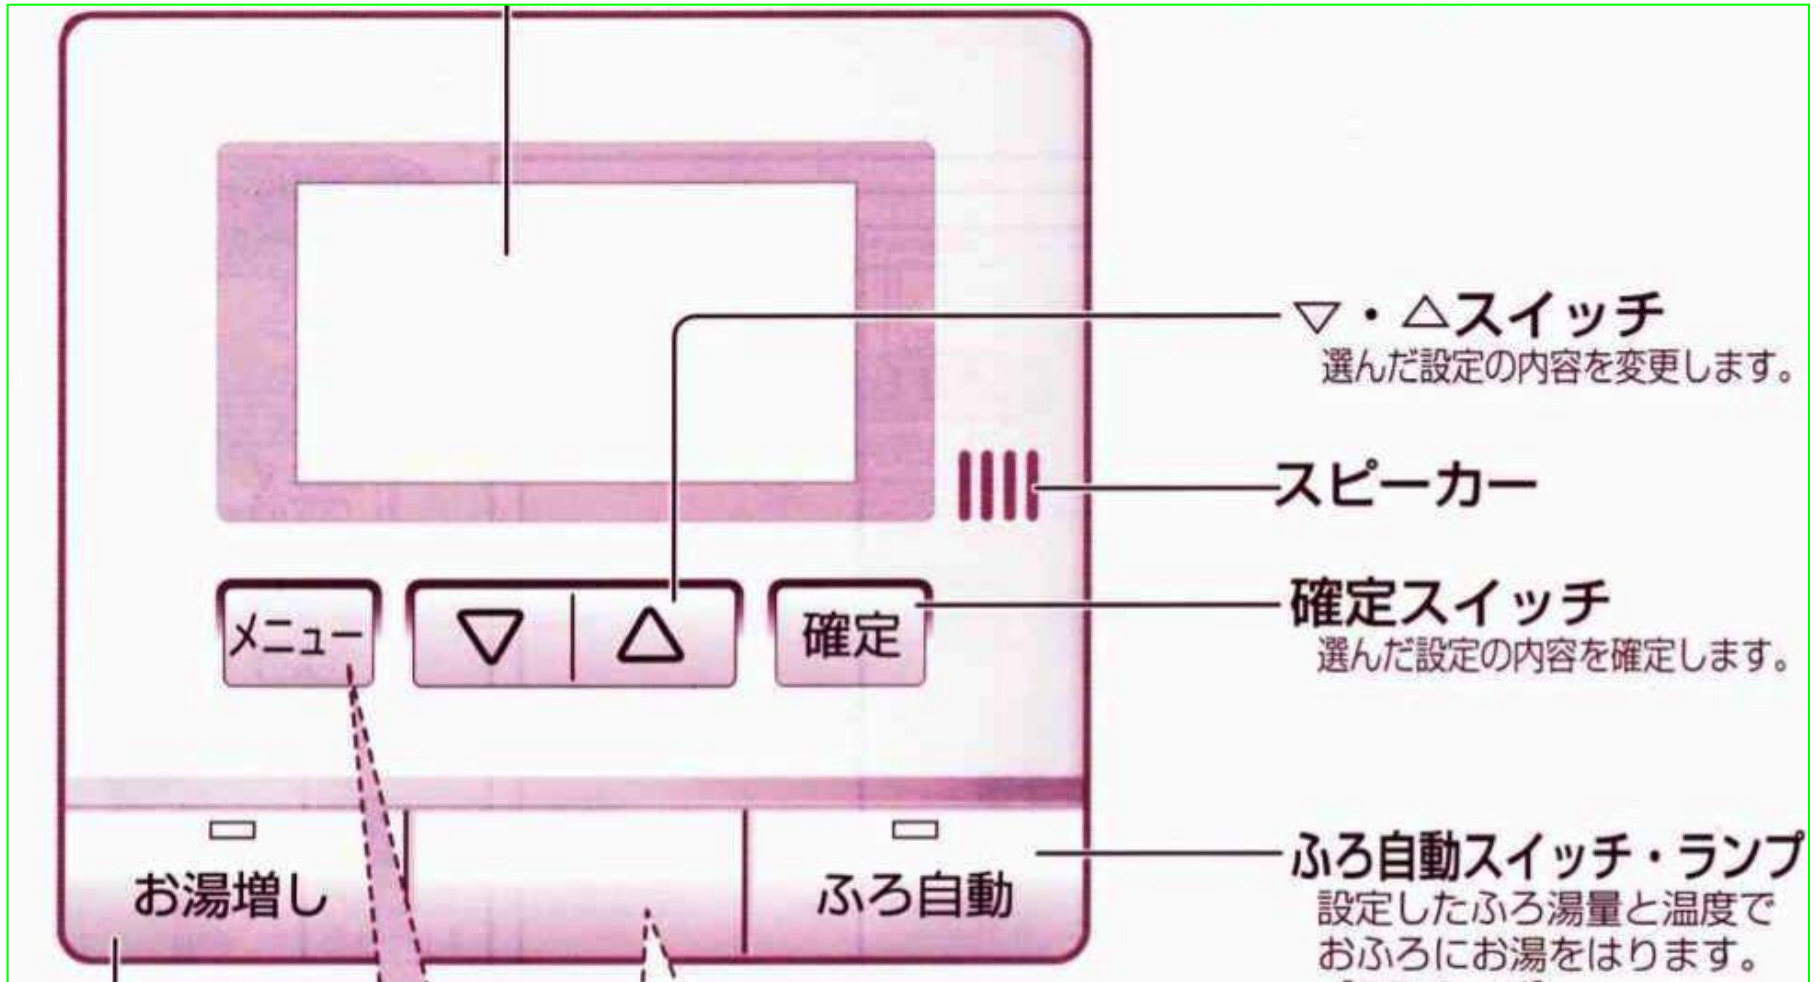 ▽・△スイッチ
選んだ設定の内容を変更します。
スピーカー
メニュー
▽
△
確定
確定スイッチ
選んだ設定の内容を確定します。
お湯増し
ふろ自動
ふろ自動スイッチ・ランプ
設定したふろ湯量と温度で
おふろにお湯をはります。